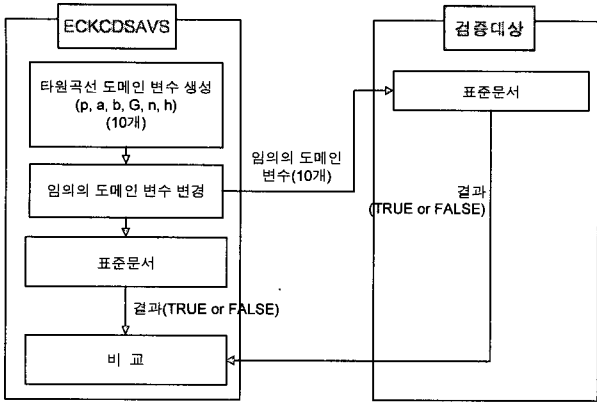 ECKCDSAVS
검증대상
타원곡선 도메인 변수 생성
(p, a, b, G, n, h)
(10개)
표준문서
임의의 도메인
변수(10개)
임의의 도메인 변수 변경
결과
(TRUE or FALSE)
표준문서
결과(TRUE or FALSE)
비 교